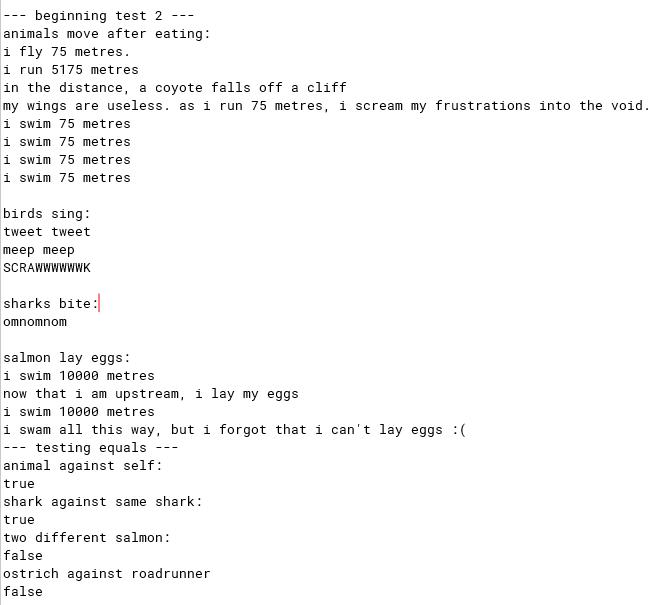 --- beginning test 2 ---
animals move after eating:
i fly 75 metres.
i run 5175 metres
in the distance, a coyote falls off a cliff
my wings are useless. as i run 75 metres, i scream my frustrations into the void.
i swim 75 metres
i swim 75 metres
i swim 75 metres
i swim 75 metres

birds sing:
tweet tweet
meep meep
SCRAWWWWWWK

sharks bite:
omnomnom

salmon lay eggs:
i swim 10000 metres
now that i am upstream, i lay my eggs
i swim 10000 metres
i swam all this way, but i forgot that i can't lay eggs :(
--- testing equals ---
animal against self:
true
shark against same shark:
true
two different salmon:
false
ostrich against roadrunner
false